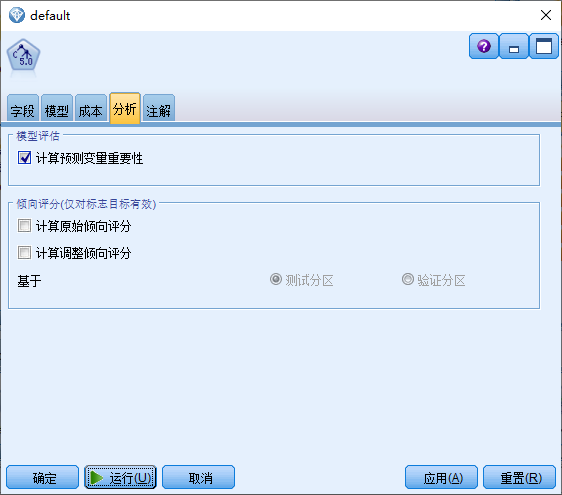 default
C 5.0
字段 模型 成本 分析 注解
模型评估
计算预测变量重要性
倾向评分(仅对标志目标有效)
计算原始倾向评分
计算调整倾向评分
基于 测试分区 验证分区
确定 运行(U) 取消 应用(A) 重置(R)